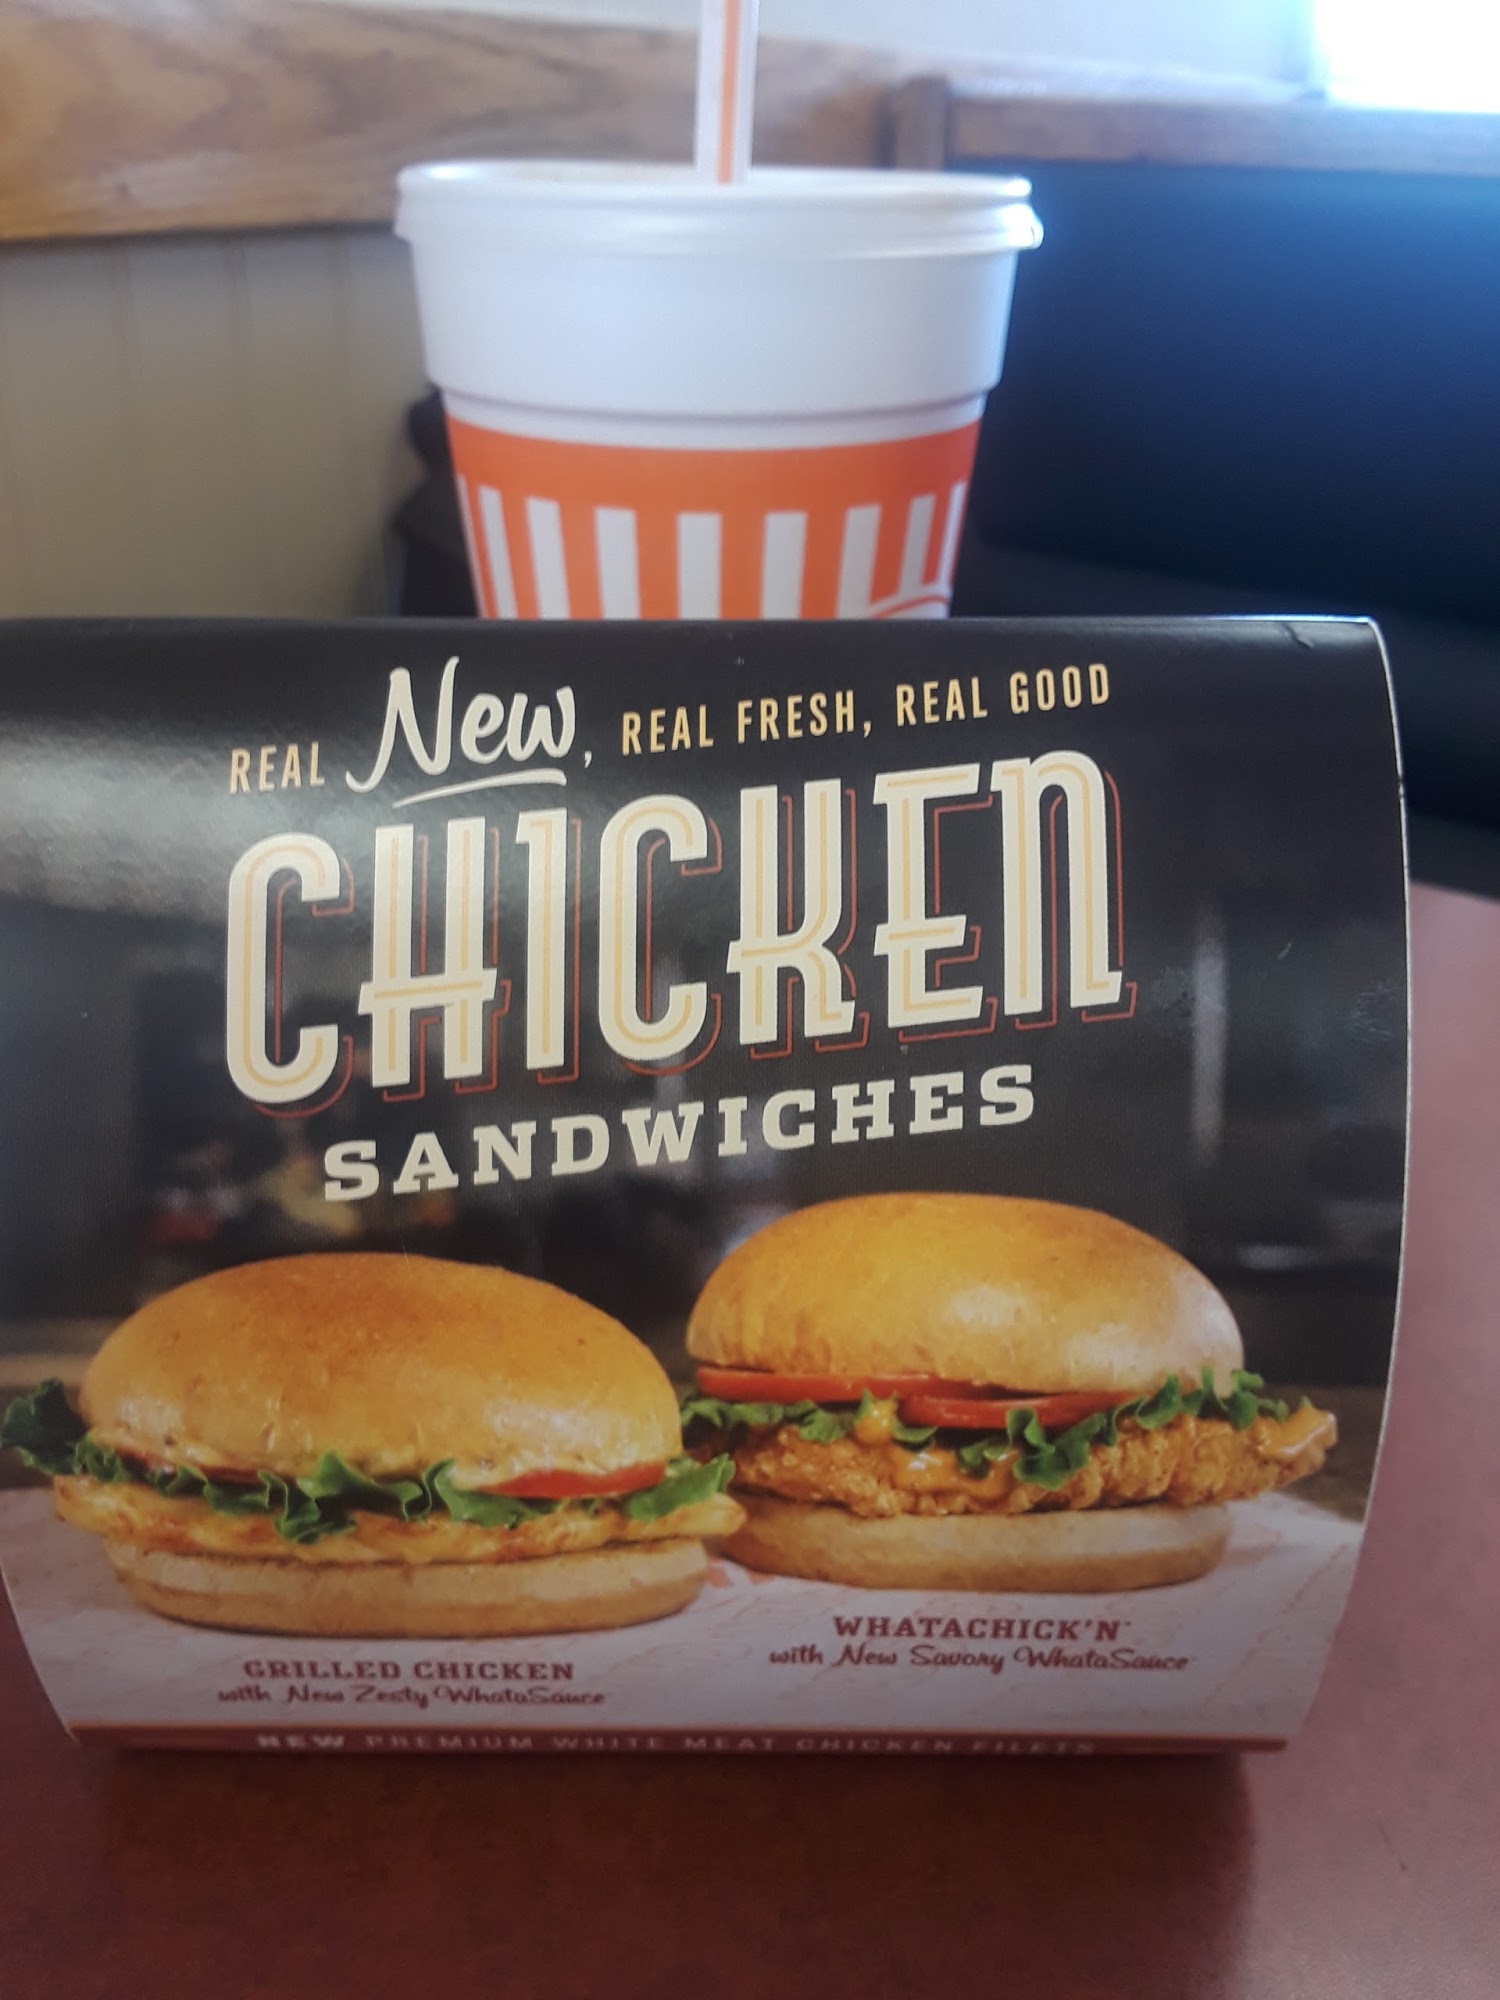 REAL New, REAL FRESH, REAL GOOD
CHICKEN
SANDWICHES
WHATACHICK'N™
with New Savory WhataSauce
GRILLED CHICKEN
with New Zesty WhataSauce
NEW PREMIUM WHITE MEAT CHICKEN FILETS